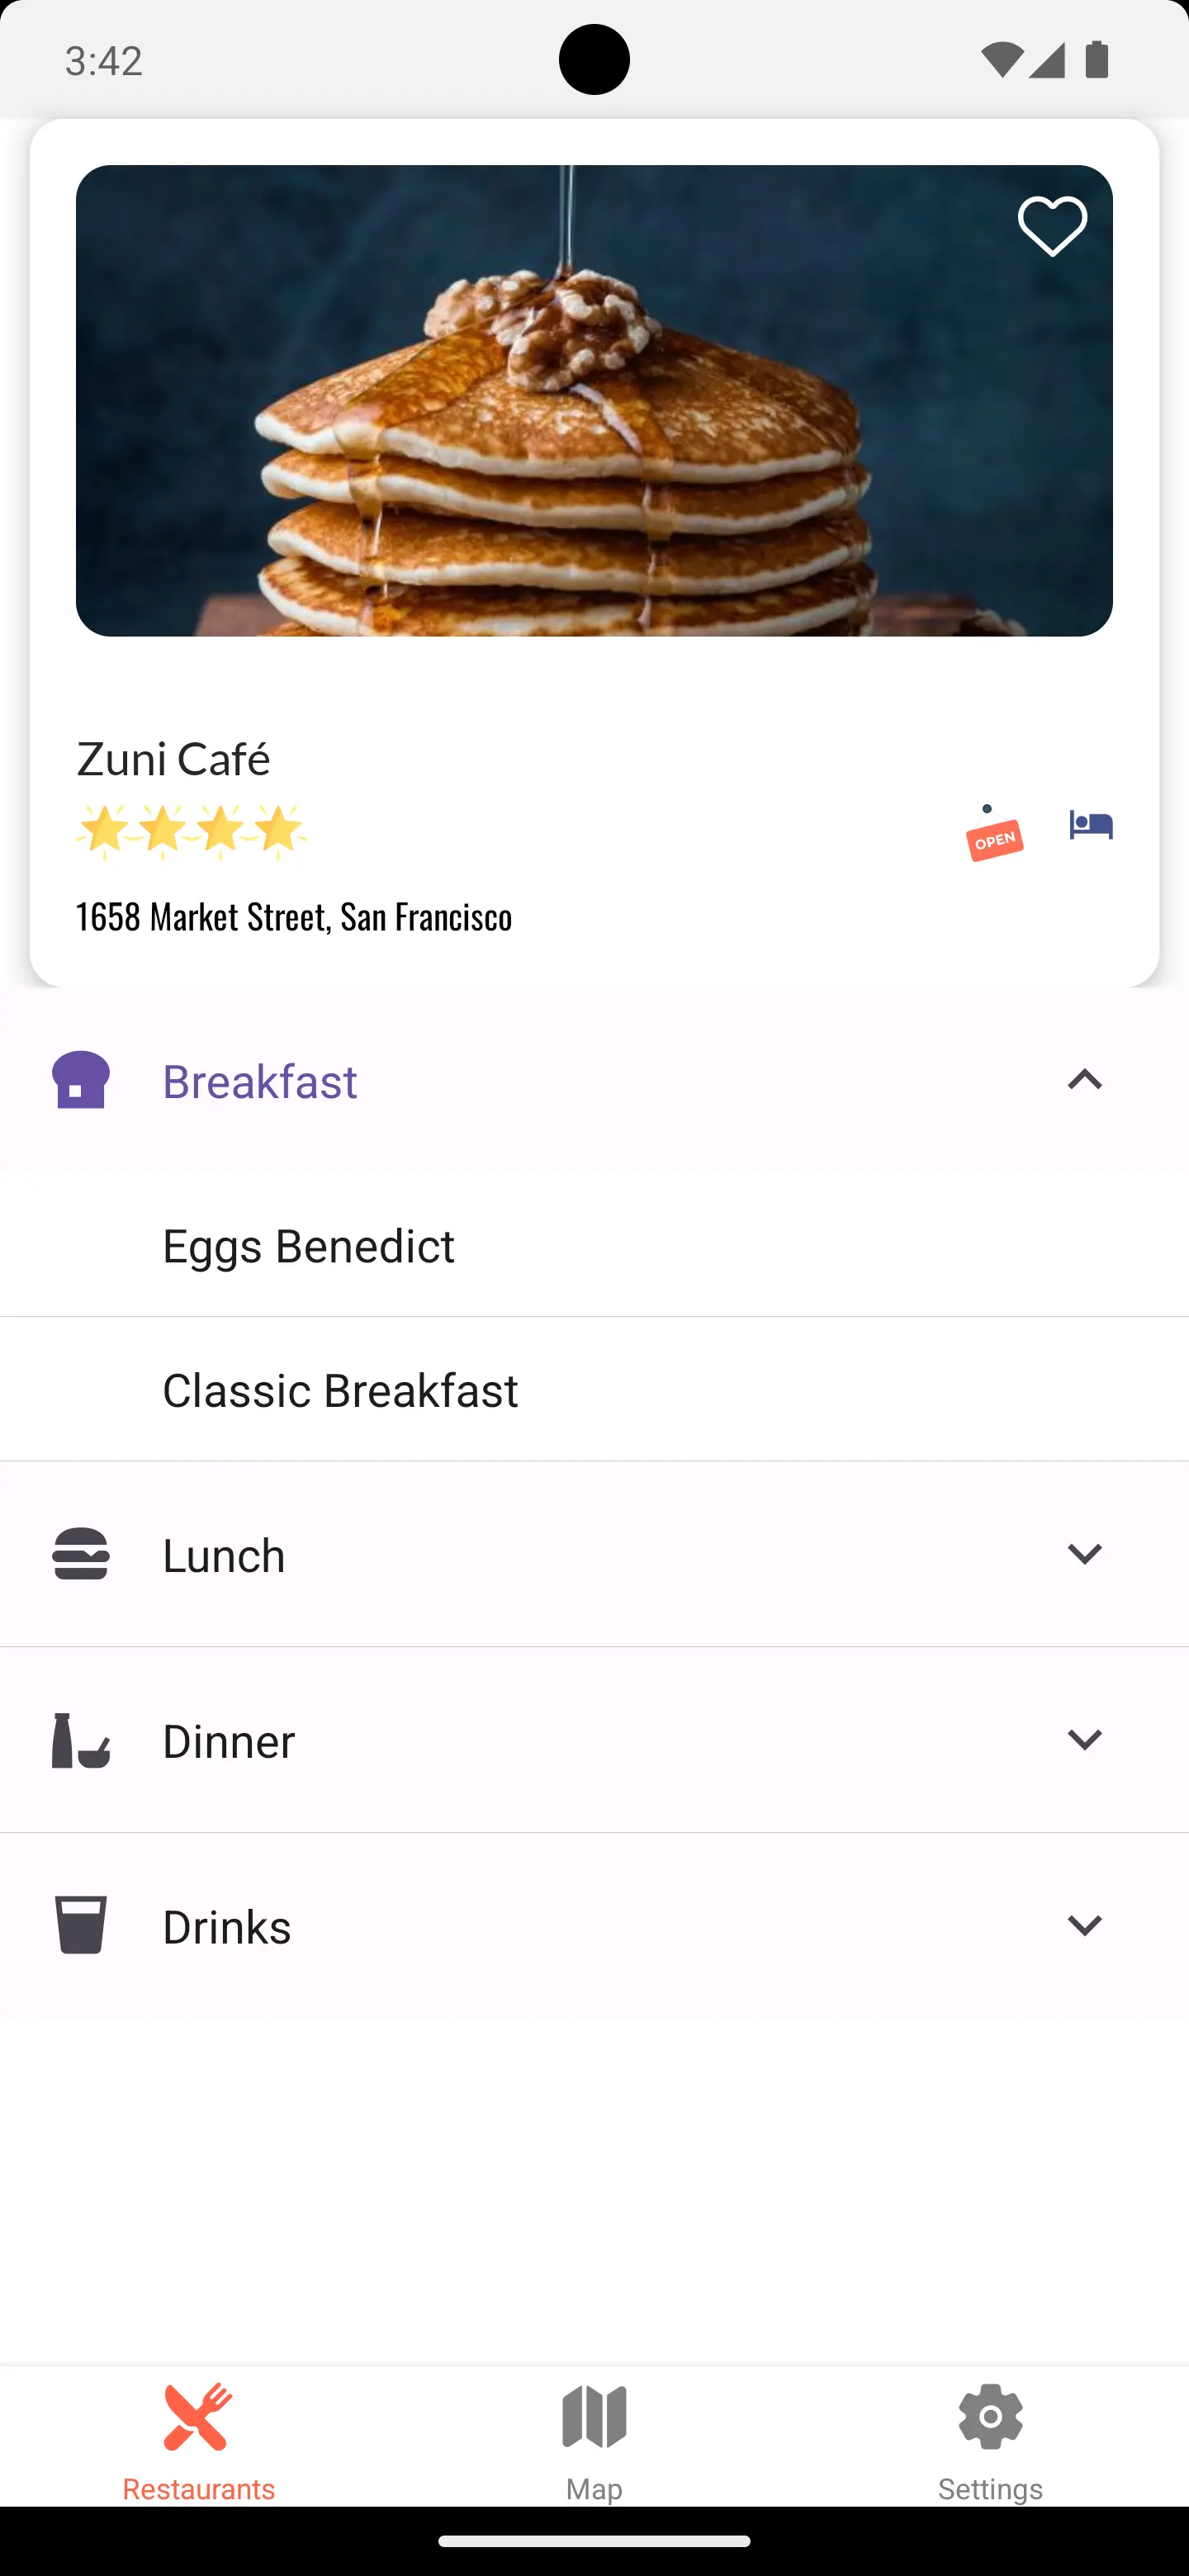 3:42
Zuni Café
OPEN
1658 Market Street, San Francisco
Breakfast
Eggs Benedict
Classic Breakfast
Lunch
Dinner
Drinks
Restaurants
Map
Settings